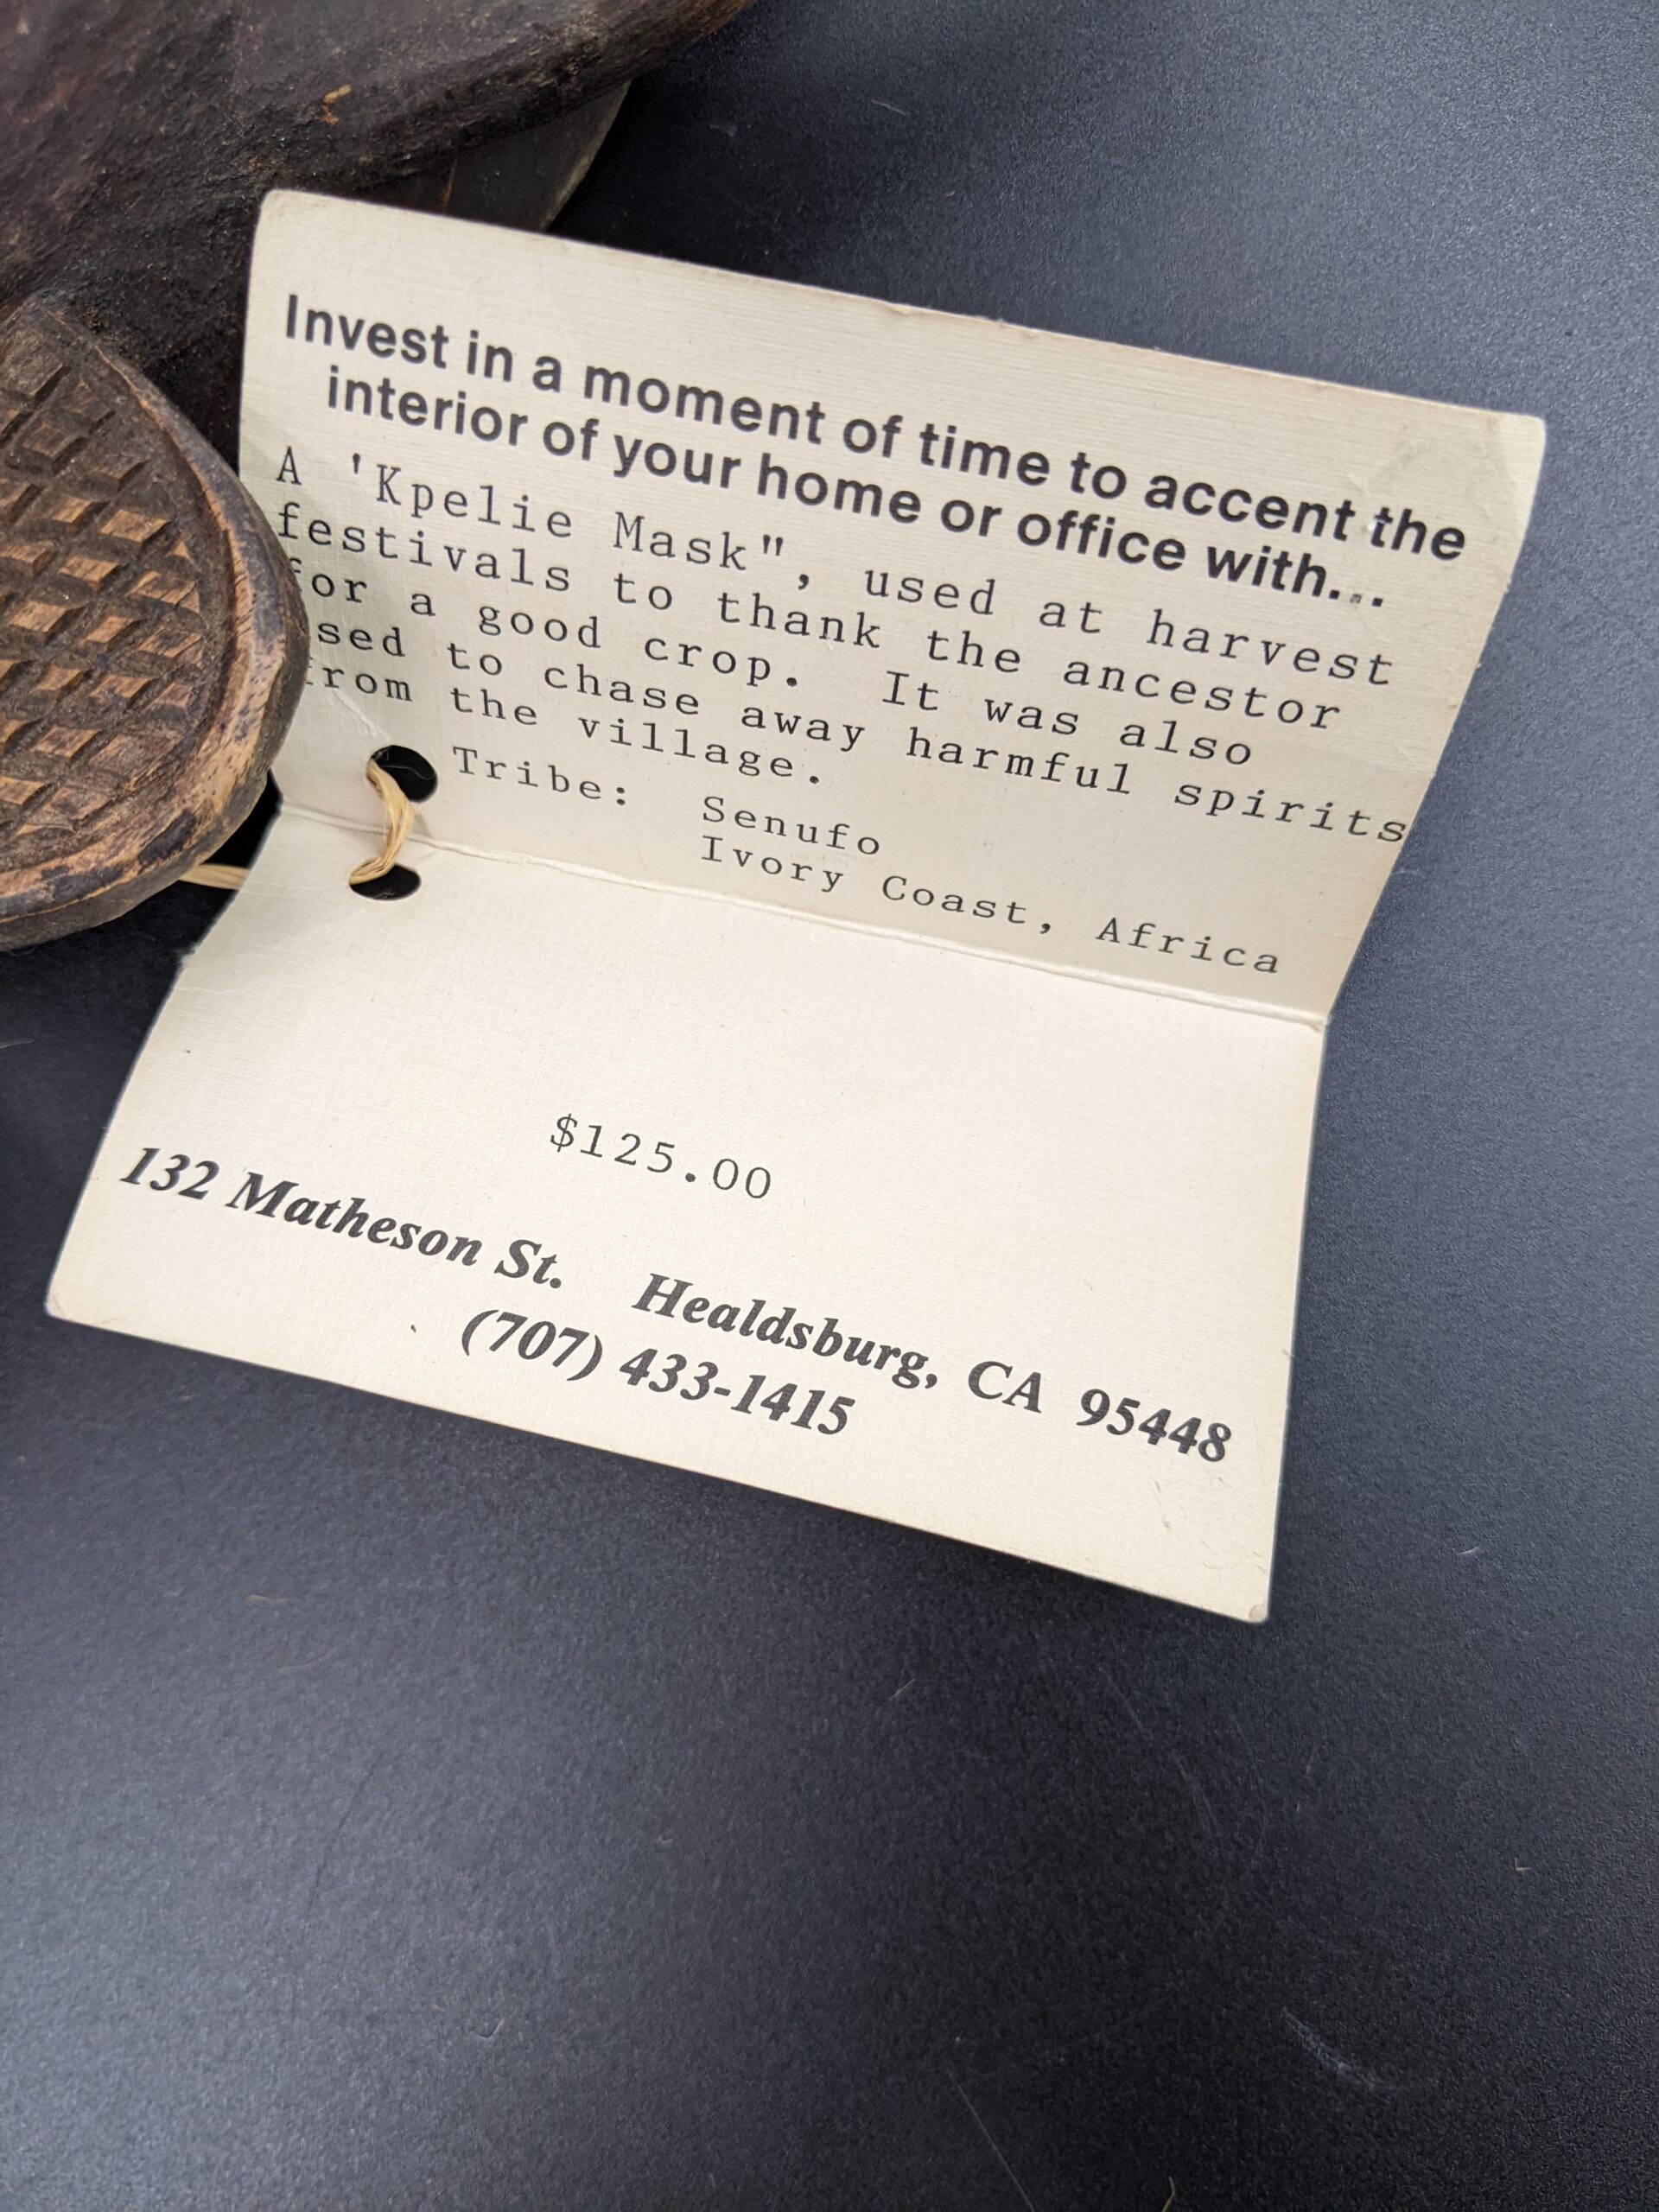 Invest in a moment of time to accent the
interior of your home or office with...
A 'Kpelie Mask", used at harvest
festivals to thank the ancestor
for a good crop. It was also
used to chase away harmful spirits
from the village.
Tribe: Senufo
Ivory Coast, Africa
$125.00
132 Matheson St. Healdsburg, CA 95448
(707) 433-1415